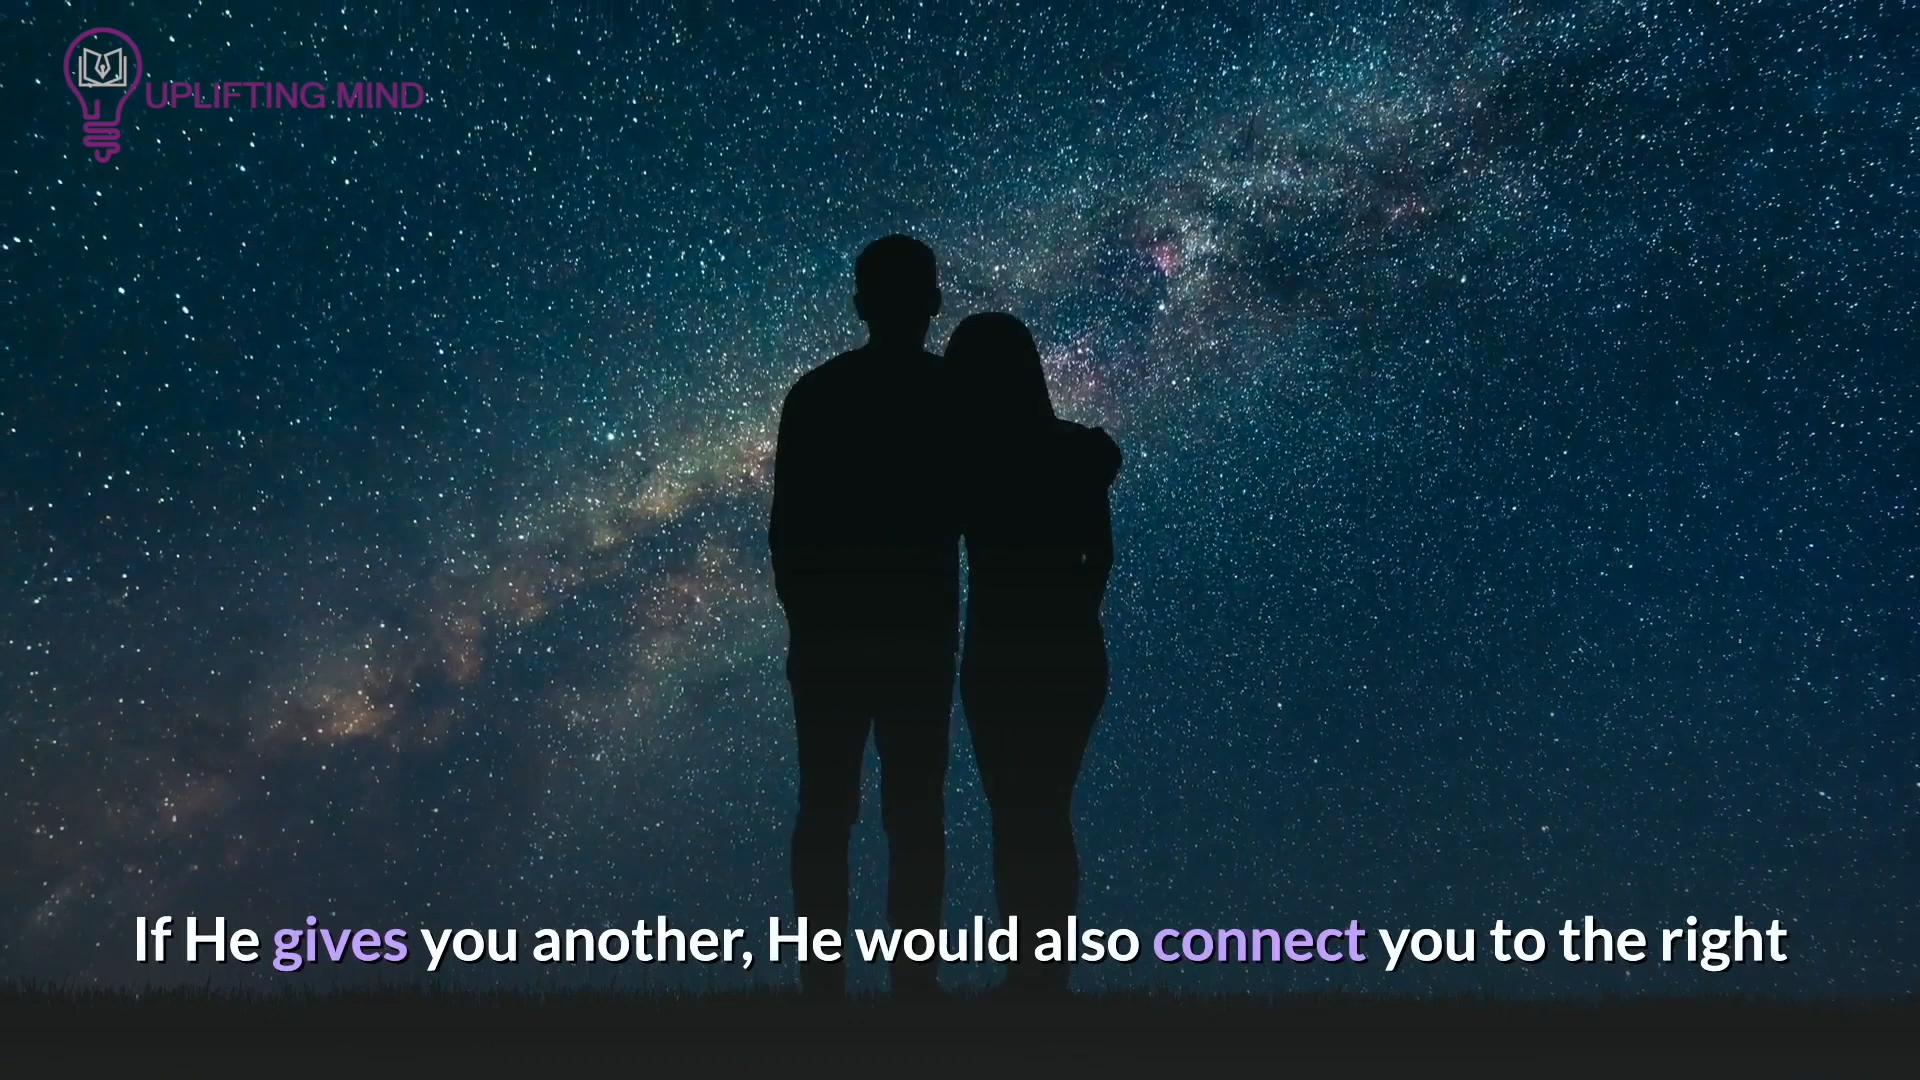 UPLIFTING MIND
If He gives you another, He would also connect you to the right